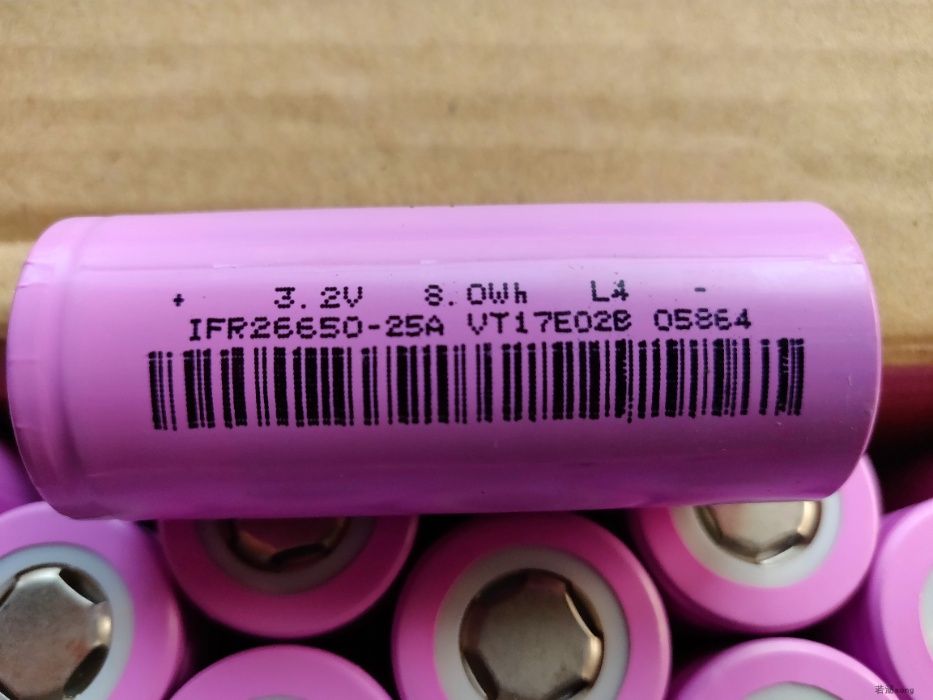 + 3.2V 8.0Wh L4 -
IFR26650-25A VT17E02B 05864